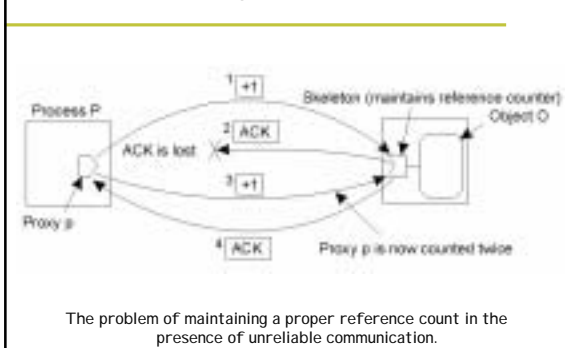 1 +1
Skeleton (maintains reference counter)
Process P
Object O
2 ACK
ACK is lost
3 +1
Proxy p
4 ACK
Proxy p is now counted twice
The problem of maintaining a proper reference count in the
presence of unreliable communication.